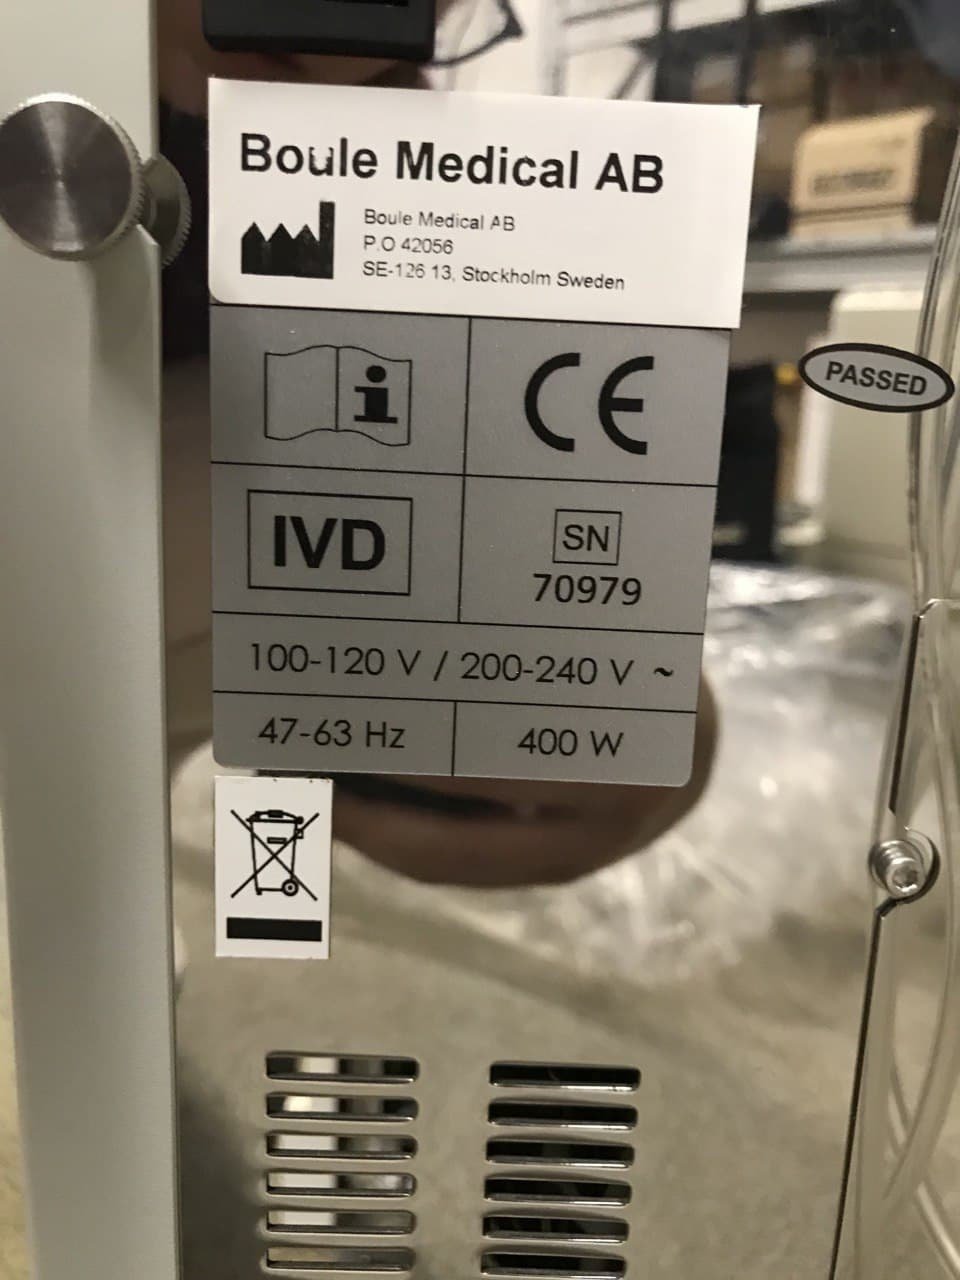 Boule Medical AB
Boule Medical AB
P.O 42056
SE-126 13, Stockholm Sweden
i
CE
PASSED
IVD
SN
70979
100-120 V / 200-240 V ~
47-63 Hz
400 W